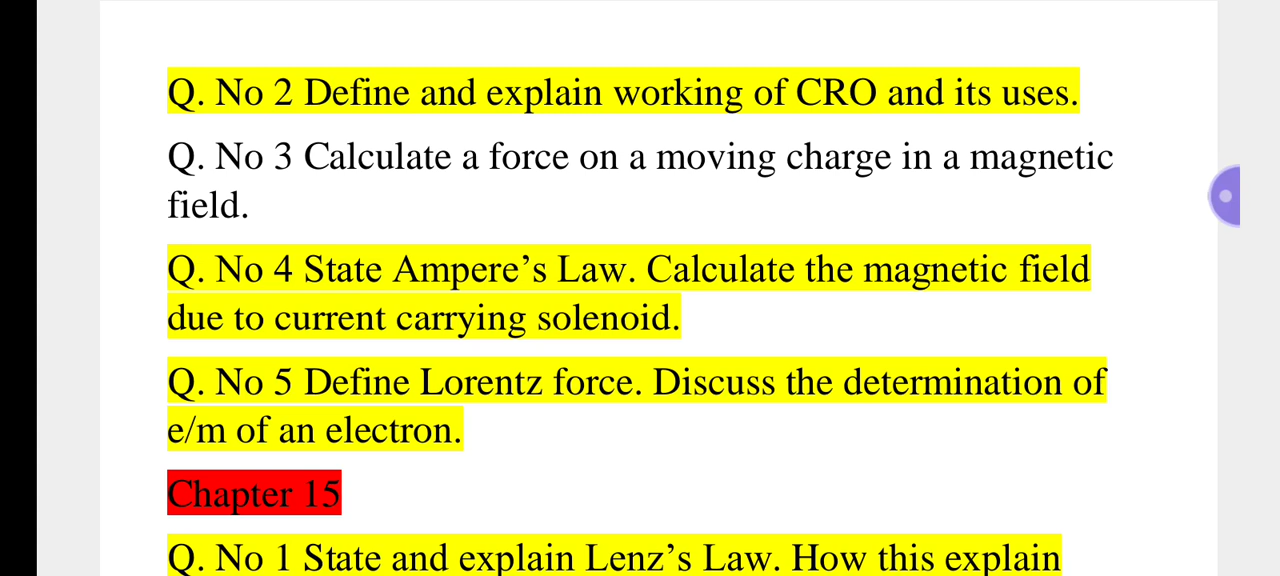 Q. No 2 Define and explain working of CRO and its uses.
Q. No 3 Calculate a force on a moving charge in a magnetic
field.
Q. No 4 State Ampere’s Law. Calculate the magnetic field
due to current carrying solenoid.
Q. No 5 Define Lorentz force. Discuss the determination of
e/m of an electron.
Chapter 15
Q. No 1 State and explain Lenz’s Law. How this explain